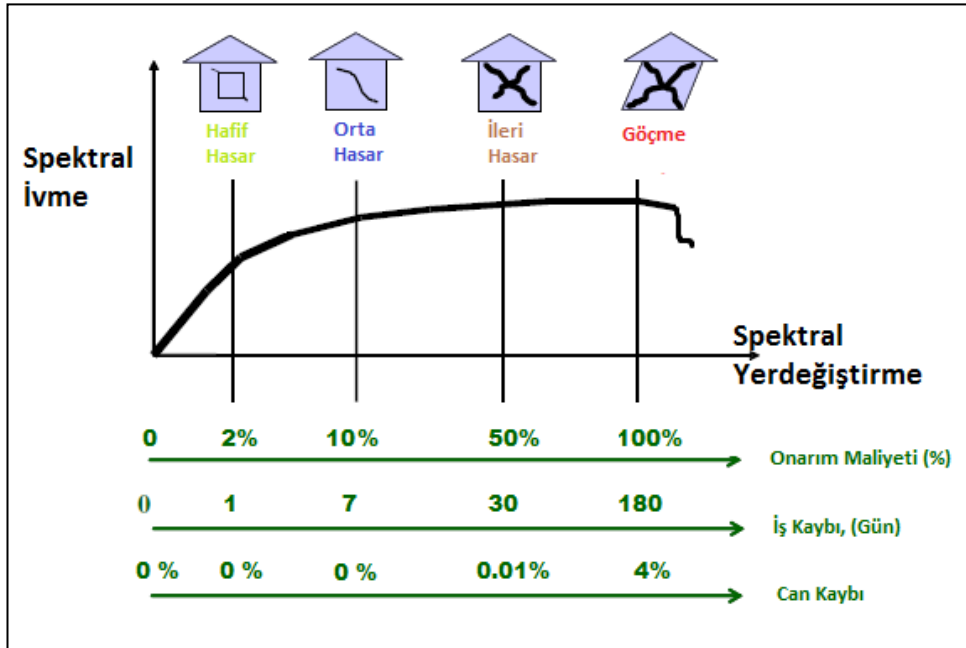 Hafif
Hasar
Orta
Hasar
İleri
Hasar
Göçme
Spektral
İvme
Spektral
Yerdeğiştirme
0 2% 10% 50% 100%
Onarım Maliyeti (%)
0 1 7 30 180
İş Kaybı, (Gün)
0 % 0 % 0 % 0.01% 4%
Can Kaybı